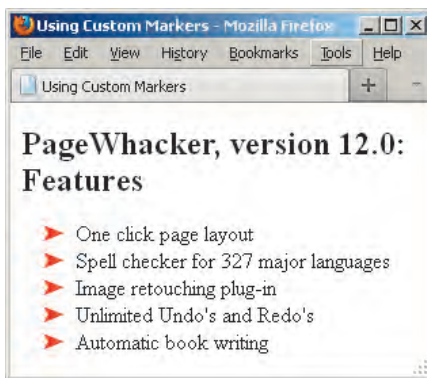 Using Custom Markers - Mozilla Firefox
File Edit View History Bookmarks Tools Help
Using Custom Markers
PageWhacker, version 12.0:
Features
One click page layout
Spell checker for 327 major languages
Image retouching plug-in
Unlimited Undo's and Redo's
Automatic book writing